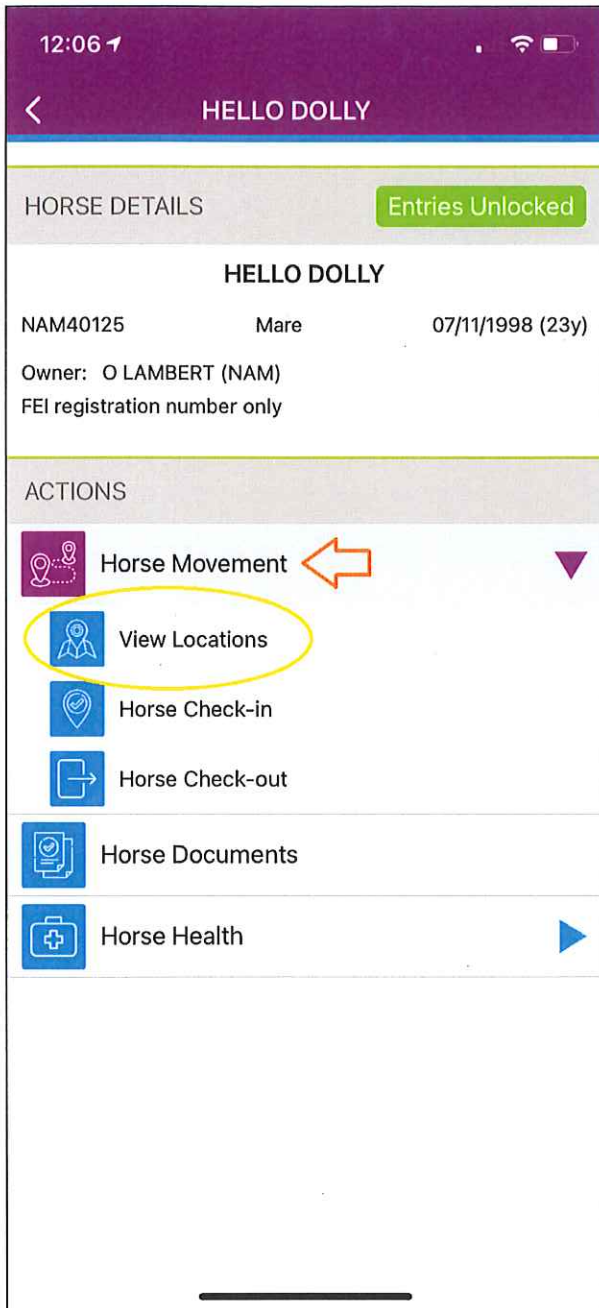 12:06
HELLO DOLLY
HORSE DETAILS
Entries Unlocked
HELLO DOLLY
NAM40125 Mare 07/11/1998 (23y)
Owner: O LAMBERT (NAM)
FEI registration number only
ACTIONS
Horse Movement
View Locations
Horse Check-in
Horse Check-out
Horse Documents
Horse Health